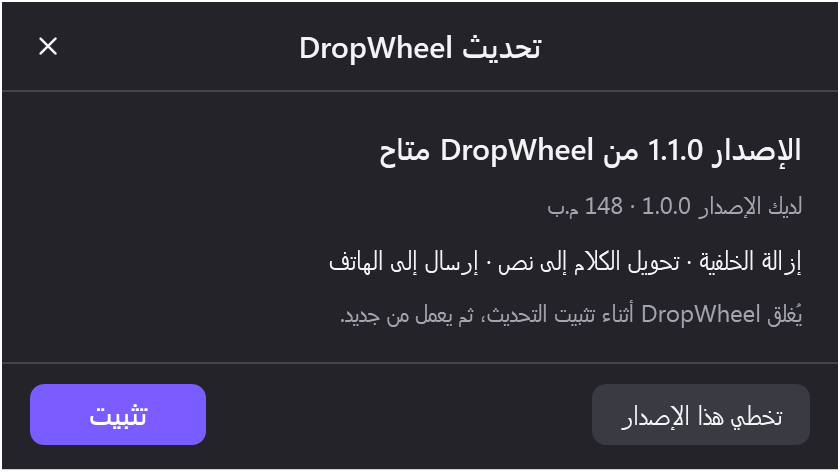 تحديث DropWheel
الإصدار 1.1.0 من DropWheel متاح
لديك الإصدار 1.0.0 · 148 م.ب
إزالة الخلفية · تحويل الكلام إلى نص · إرسال إلى الهاتف
يُغلق DropWheel أثناء تثبيت التحديث، ثم يعمل من جديد.
تخطي هذا الإصدار
تثبيت